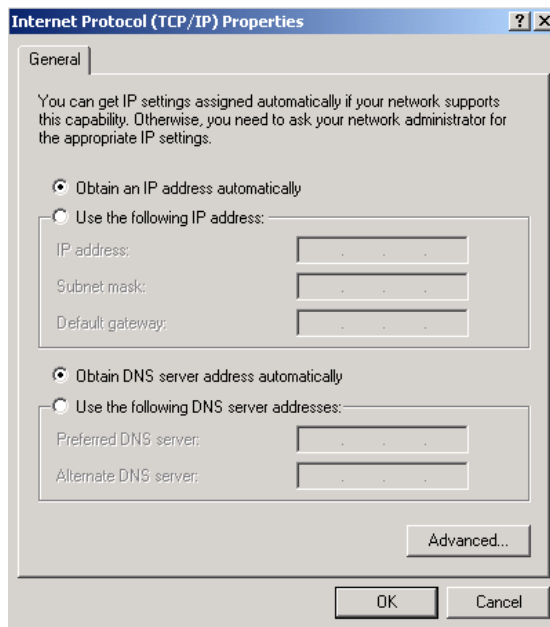 Internet Protocol (TCP/IP) Properties
General
You can get IP settings assigned automatically if your network supports
this capability. Otherwise, you need to ask your network administrator for
the appropriate IP settings.
Obtain an IP address automatically
Use the following IP address:
IP address:
Subnet mask:
Default gateway:
Obtain DNS server address automatically
Use the following DNS server addresses:
Preferred DNS server:
Alternate DNS server:
Advanced...
OK Cancel